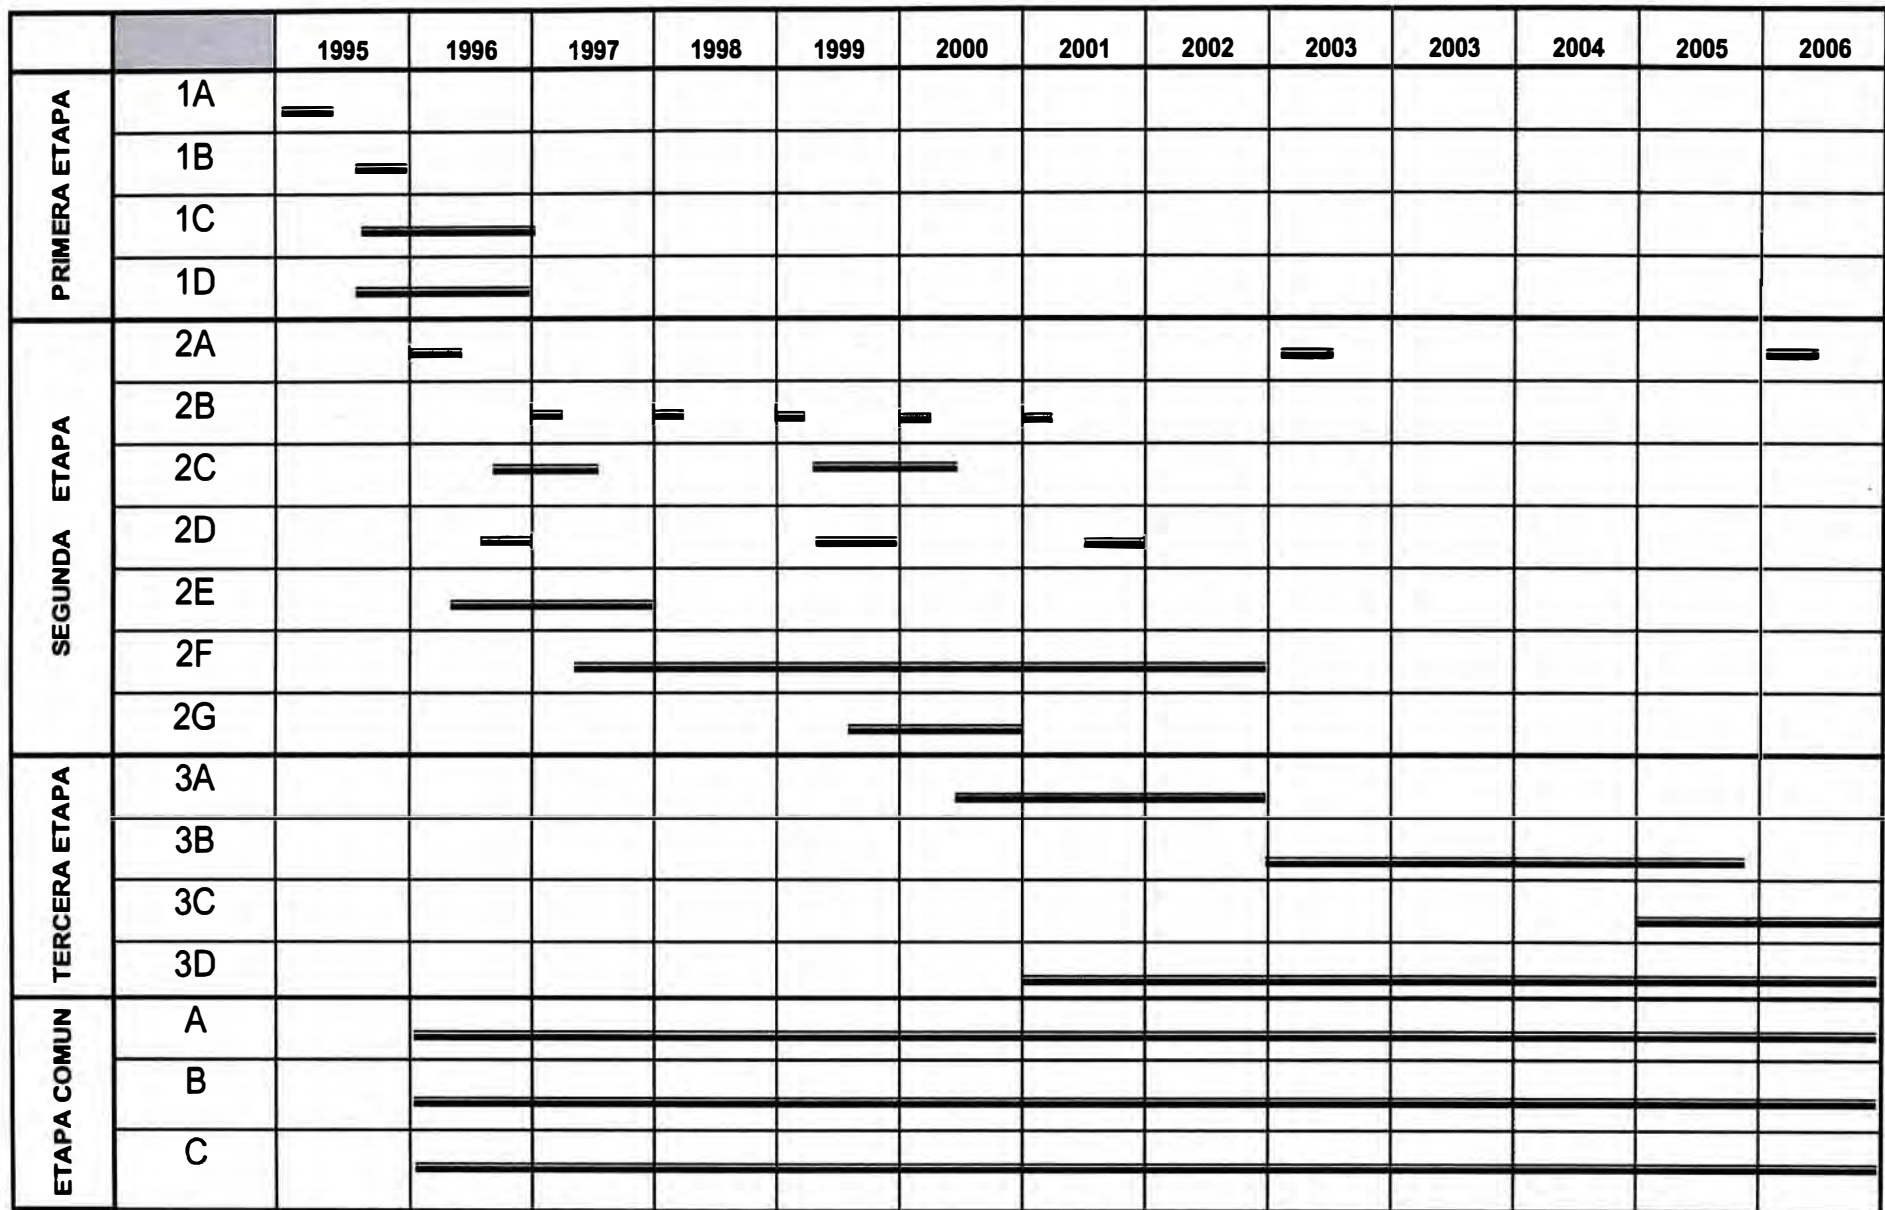 1995 1996 1997 1998 1999 2000 2001 2002 2003 2003 2004 2005 2006
PRIMERA ETAPA
1A
1B
1C
1D
SEGUNDA ETAPA
2A
2B
2C
2D
2E
2F
2G
TERCERA ETAPA
3A
3B
3C
3D
ETAPA COMUN
A
B
C